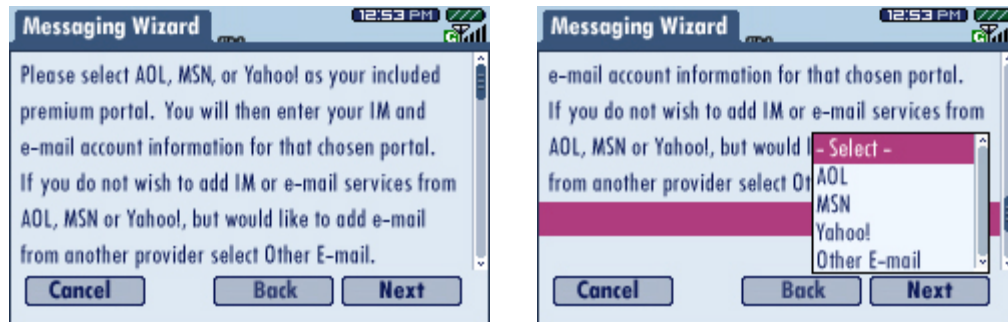 Messaging Wizard
12:53 PM
Please select AOL, MSN, or Yahoo! as your included
premium portal. You will then enter your IM and
e-mail account information for that chosen portal.
If you do not wish to add IM or e-mail services from
AOL, MSN or Yahoo!, but would like to add e-mail
from another provider select Other E-mail.
Cancel
Back
Next
Messaging Wizard
12:53 PM
e-mail account information for that chosen portal.
If you do not wish to add IM or e-mail services from
AOL, MSN or Yahoo!, but would
from another provider select
- Select -
AOL
MSN
Yahoo!
Other E-mail
Cancel
Back
Next